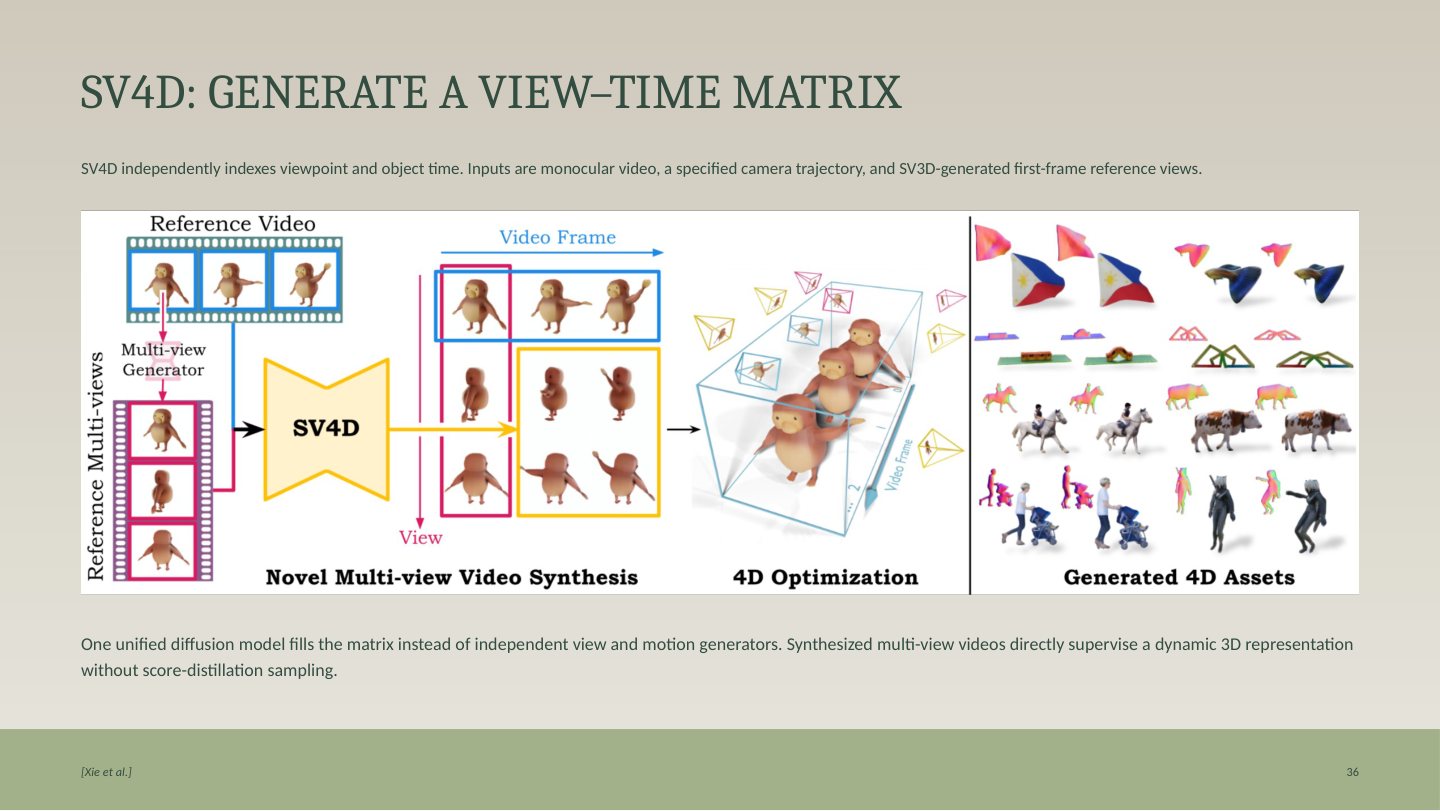 SV4D: GENERATE A VIEW–TIME MATRIX
SV4D independently indexes viewpoint and object time. Inputs are monocular video, a specified camera trajectory, and SV3D-generated first-frame reference views.
Reference Video
Multi-view
Generator
Reference Multi-views
SV4D
Video Frame
View
Novel Multi-view Video Synthesis
1
... 2
Video Frame
4D Optimization
Generated 4D Assets
One unified diffusion model fills the matrix instead of independent view and motion generators. Synthesized multi-view videos directly supervise a dynamic 3D representation
without score-distillation sampling.
[Xie et al.]
36